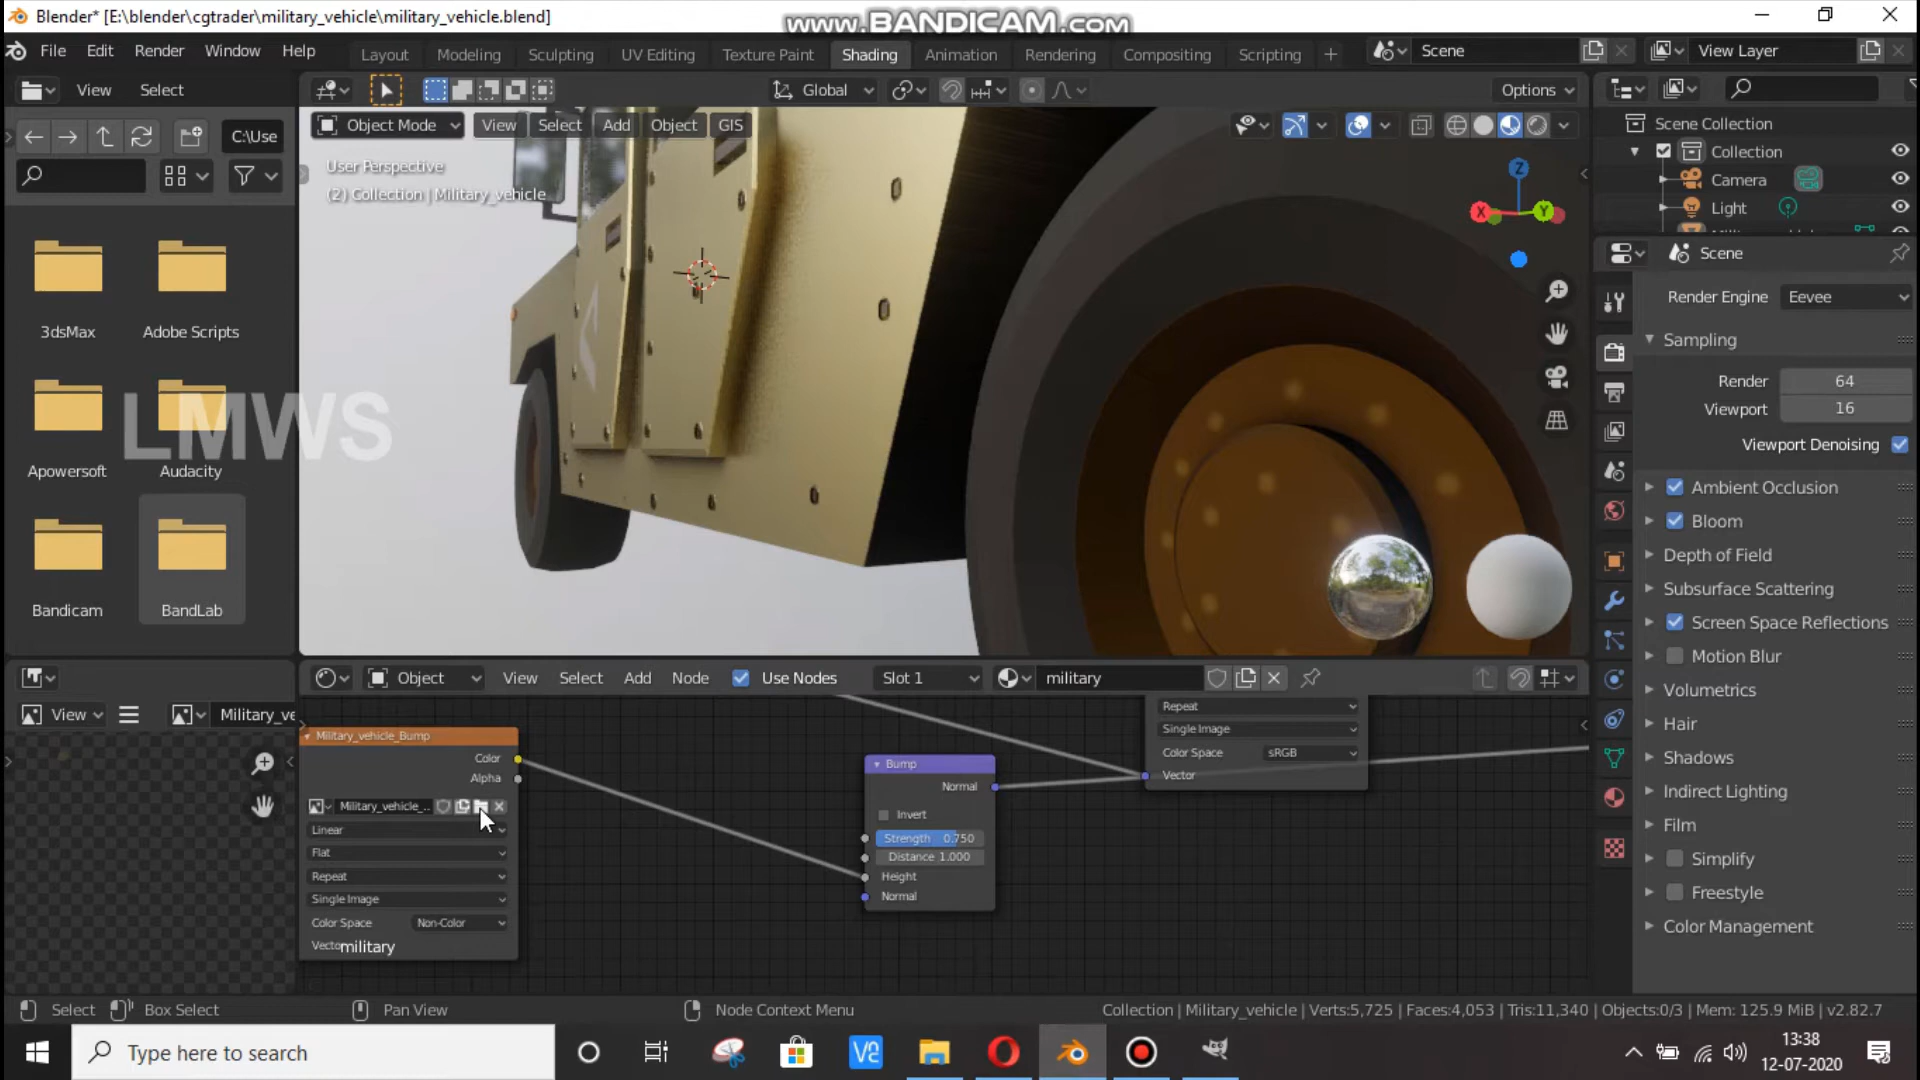 Blender* [E:\blender\cgtrader\military_vehicle\military_vehicle.blend]
www.BANDICAM.com
File Edit Render Window Help
Layout Modeling Sculpting UV Editing Texture Paint Shading Animation Rendering Compositing Scripting +
Scene
View Layer
View Select
Global
Options
C:\Use
Object Mode View Select Add Object GIS
User Perspective
(2) Collection | Military_vehicle
Z
X
Y
Scene Collection
Collection
Camera
Light
Scene
Render Engine Eevee
Sampling
Render 64
Viewport 16
Viewport Denoising
Ambient Occlusion
Bloom
Depth of Field
Subsurface Scattering
Screen Space Reflections
Motion Blur
Volumetrics
Hair
Shadows
Indirect Lighting
Film
Simplify
Freestyle
Color Management
3dsMax
Adobe Scripts
LMWS
Apowersoft
Audacity
Bandicam
BandLab
Object View Select Add Node Use Nodes Slot 1 military
View
Military_ve
Military_vehicle_Bump
Color
Alpha
Military_vehicle_..
Linear
Flat
Repeat
Single Image
Color Space Non-Color
Vecto
military
Bump
Normal
Invert
Strength 0.750
Distance 1.000
Height
Normal
Repeat
Single Image
Color Space sRGB
Vector
Select Box Select Pan View Node Context Menu
Collection | Military_vehicle | Verts:5,725 | Faces:4,053 | Tris:11,340 | Objects:0/3 | Mem: 125.9 MiB | v2.82.7
Type here to search
13:38
12-07-2020